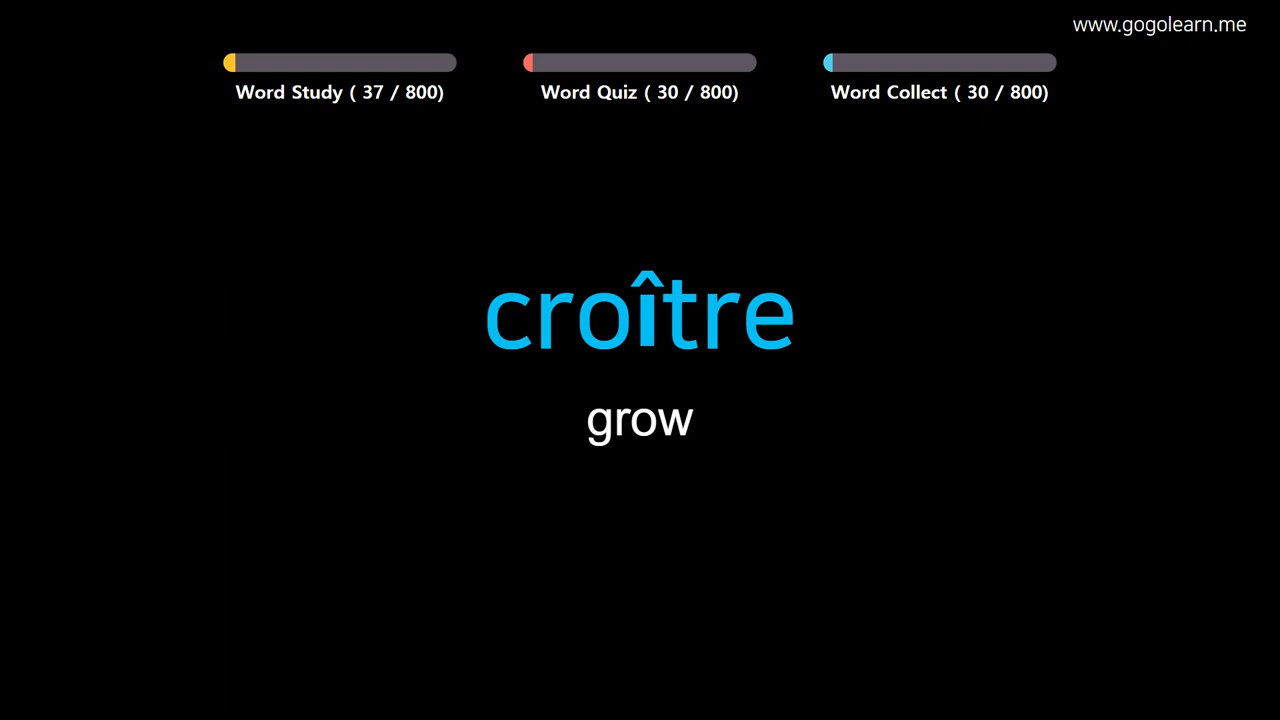 www.gogolearn.me
Word Study ( 37 / 800)
Word Quiz ( 30 / 800)
Word Collect ( 30 / 800)
croître
grow